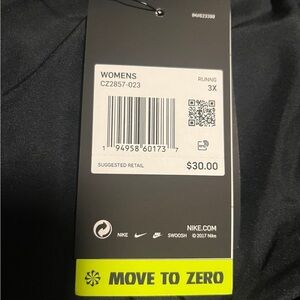 WOMENS
CZ2857-023
RUNNG
3X
1 94958 60173 7
SUGGESTED RETAIL
$30.00
NIKE SWOOSH
NIKE.COM
© 2017 Nike
MOVE TO ZERO